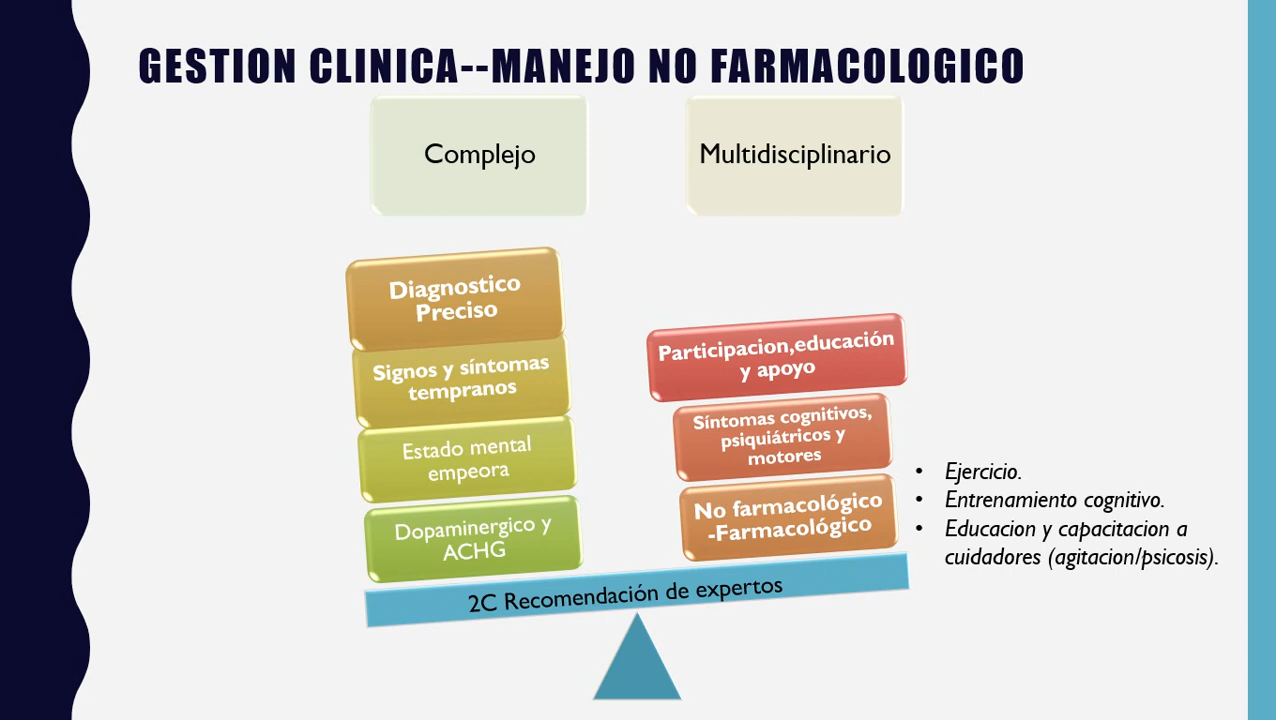 GESTION CLINICA--MANEJO NO FARMACOLOGICO
Complejo
Multidisciplinario
Diagnostico
Preciso
Signos y síntomas
tempranos
Estado mental
empeora
Dopaminergico y
ACHG
Participacion,educación
y apoyo
Síntomas cognitivos,
psiquiátricos y
motores
No farmacológico
-Farmacológico
• Ejercicio.
• Entrenamiento cognitivo.
• Educacion y capacitacion a
cuidadores (agitacion/psicosis).
2C Recomendación de expertos